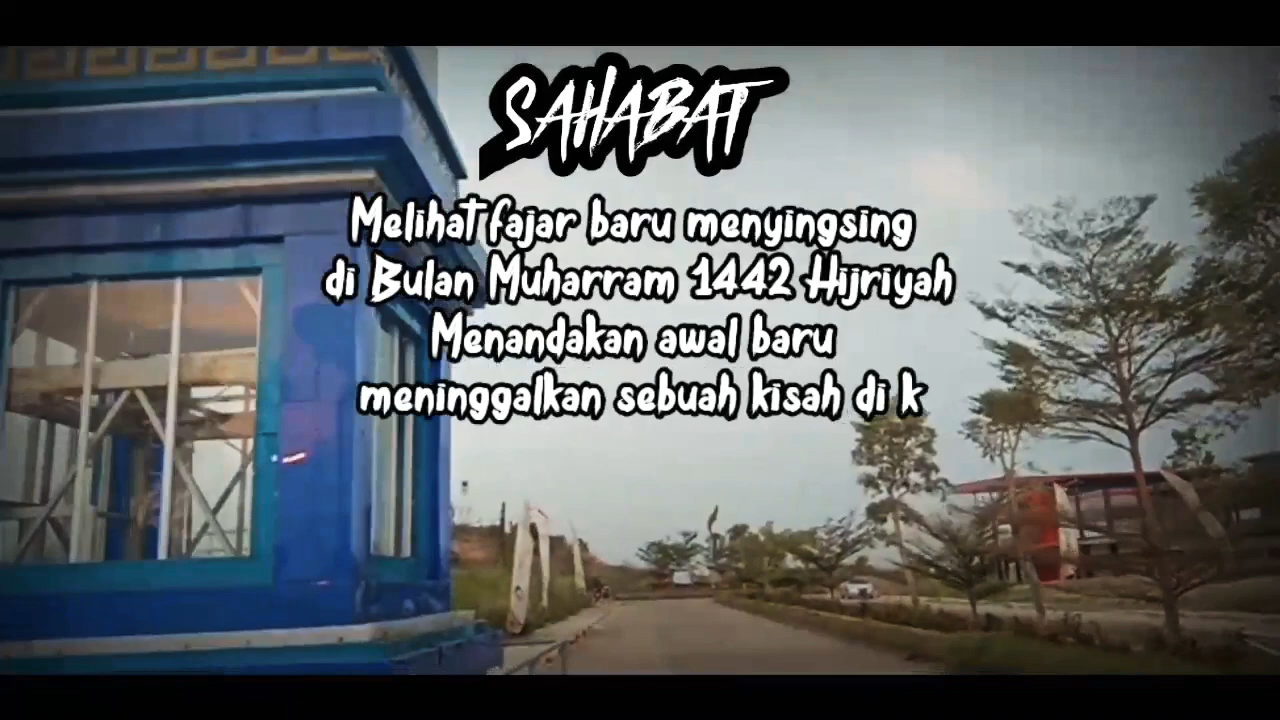 SAHABAT
Melihat fajar baru menyingsing
di Bulan Muharram 1442 Hijriyah
Menandakan awal baru
meninggalkan sebuah kisah di k